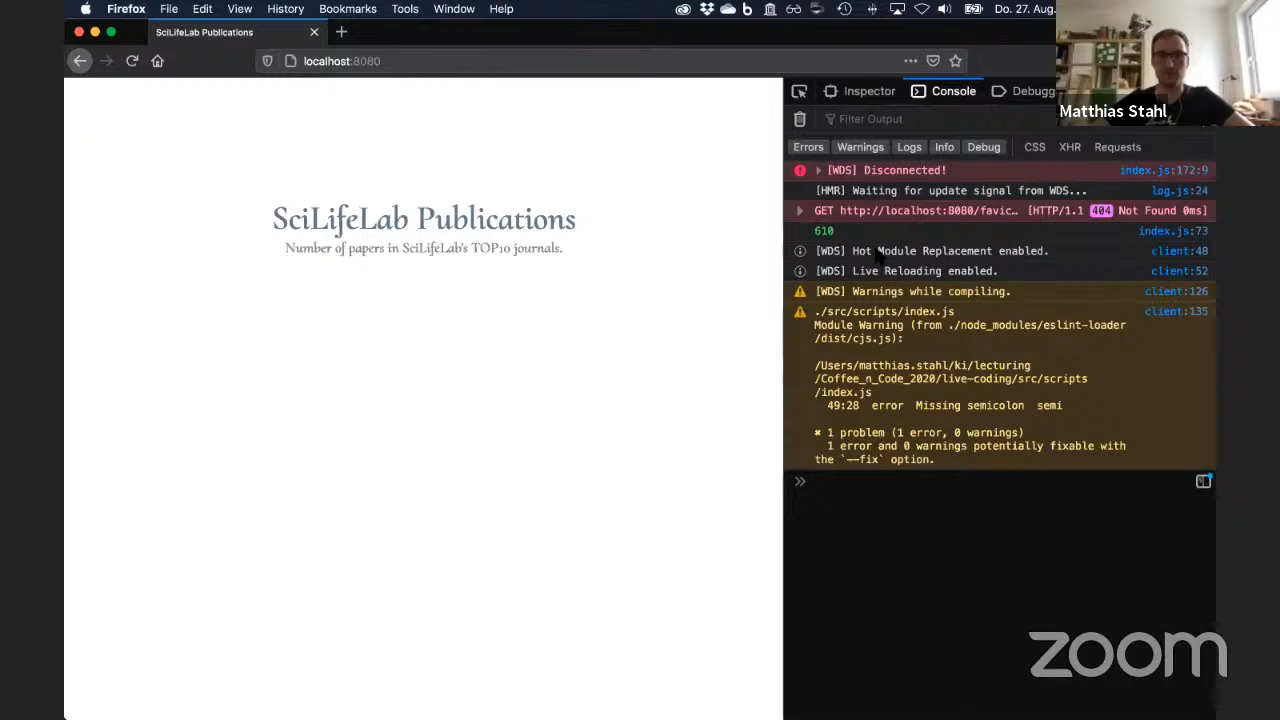 Firefox File Edit View History Bookmarks Tools Window Help Do. 27. Aug.
SciLifeLab Publications
localhost:8080
Matthias Stahl
Inspector Console Debugg
Filter Output
Errors Warnings Logs Info Debug CSS XHR Requests
[WDS] Disconnected! index.js:172:9
[HMR] Waiting for update signal from WDS... log.js:24
GET http://localhost:8080/favic… [HTTP/1.1 404 Not Found 0ms]
610 index.js:73
[WDS] Hot Module Replacement enabled. client:48
[WDS] Live Reloading enabled. client:52
[WDS] Warnings while compiling. client:126
./src/scripts/index.js client:135
Module Warning (from ./node_modules/eslint-loader
/dist/cjs.js):
/Users/matthias.stahl/ki/lecturing
/Coffee_n_Code_2020/live-coding/src/scripts
/index.js
49:28 error Missing semicolon semi
✖ 1 problem (1 error, 0 warnings)
1 error and 0 warnings potentially fixable with
the `--fix` option.
SciLifeLab Publications
Number of papers in SciLifeLab's TOP10 journals.
zoom